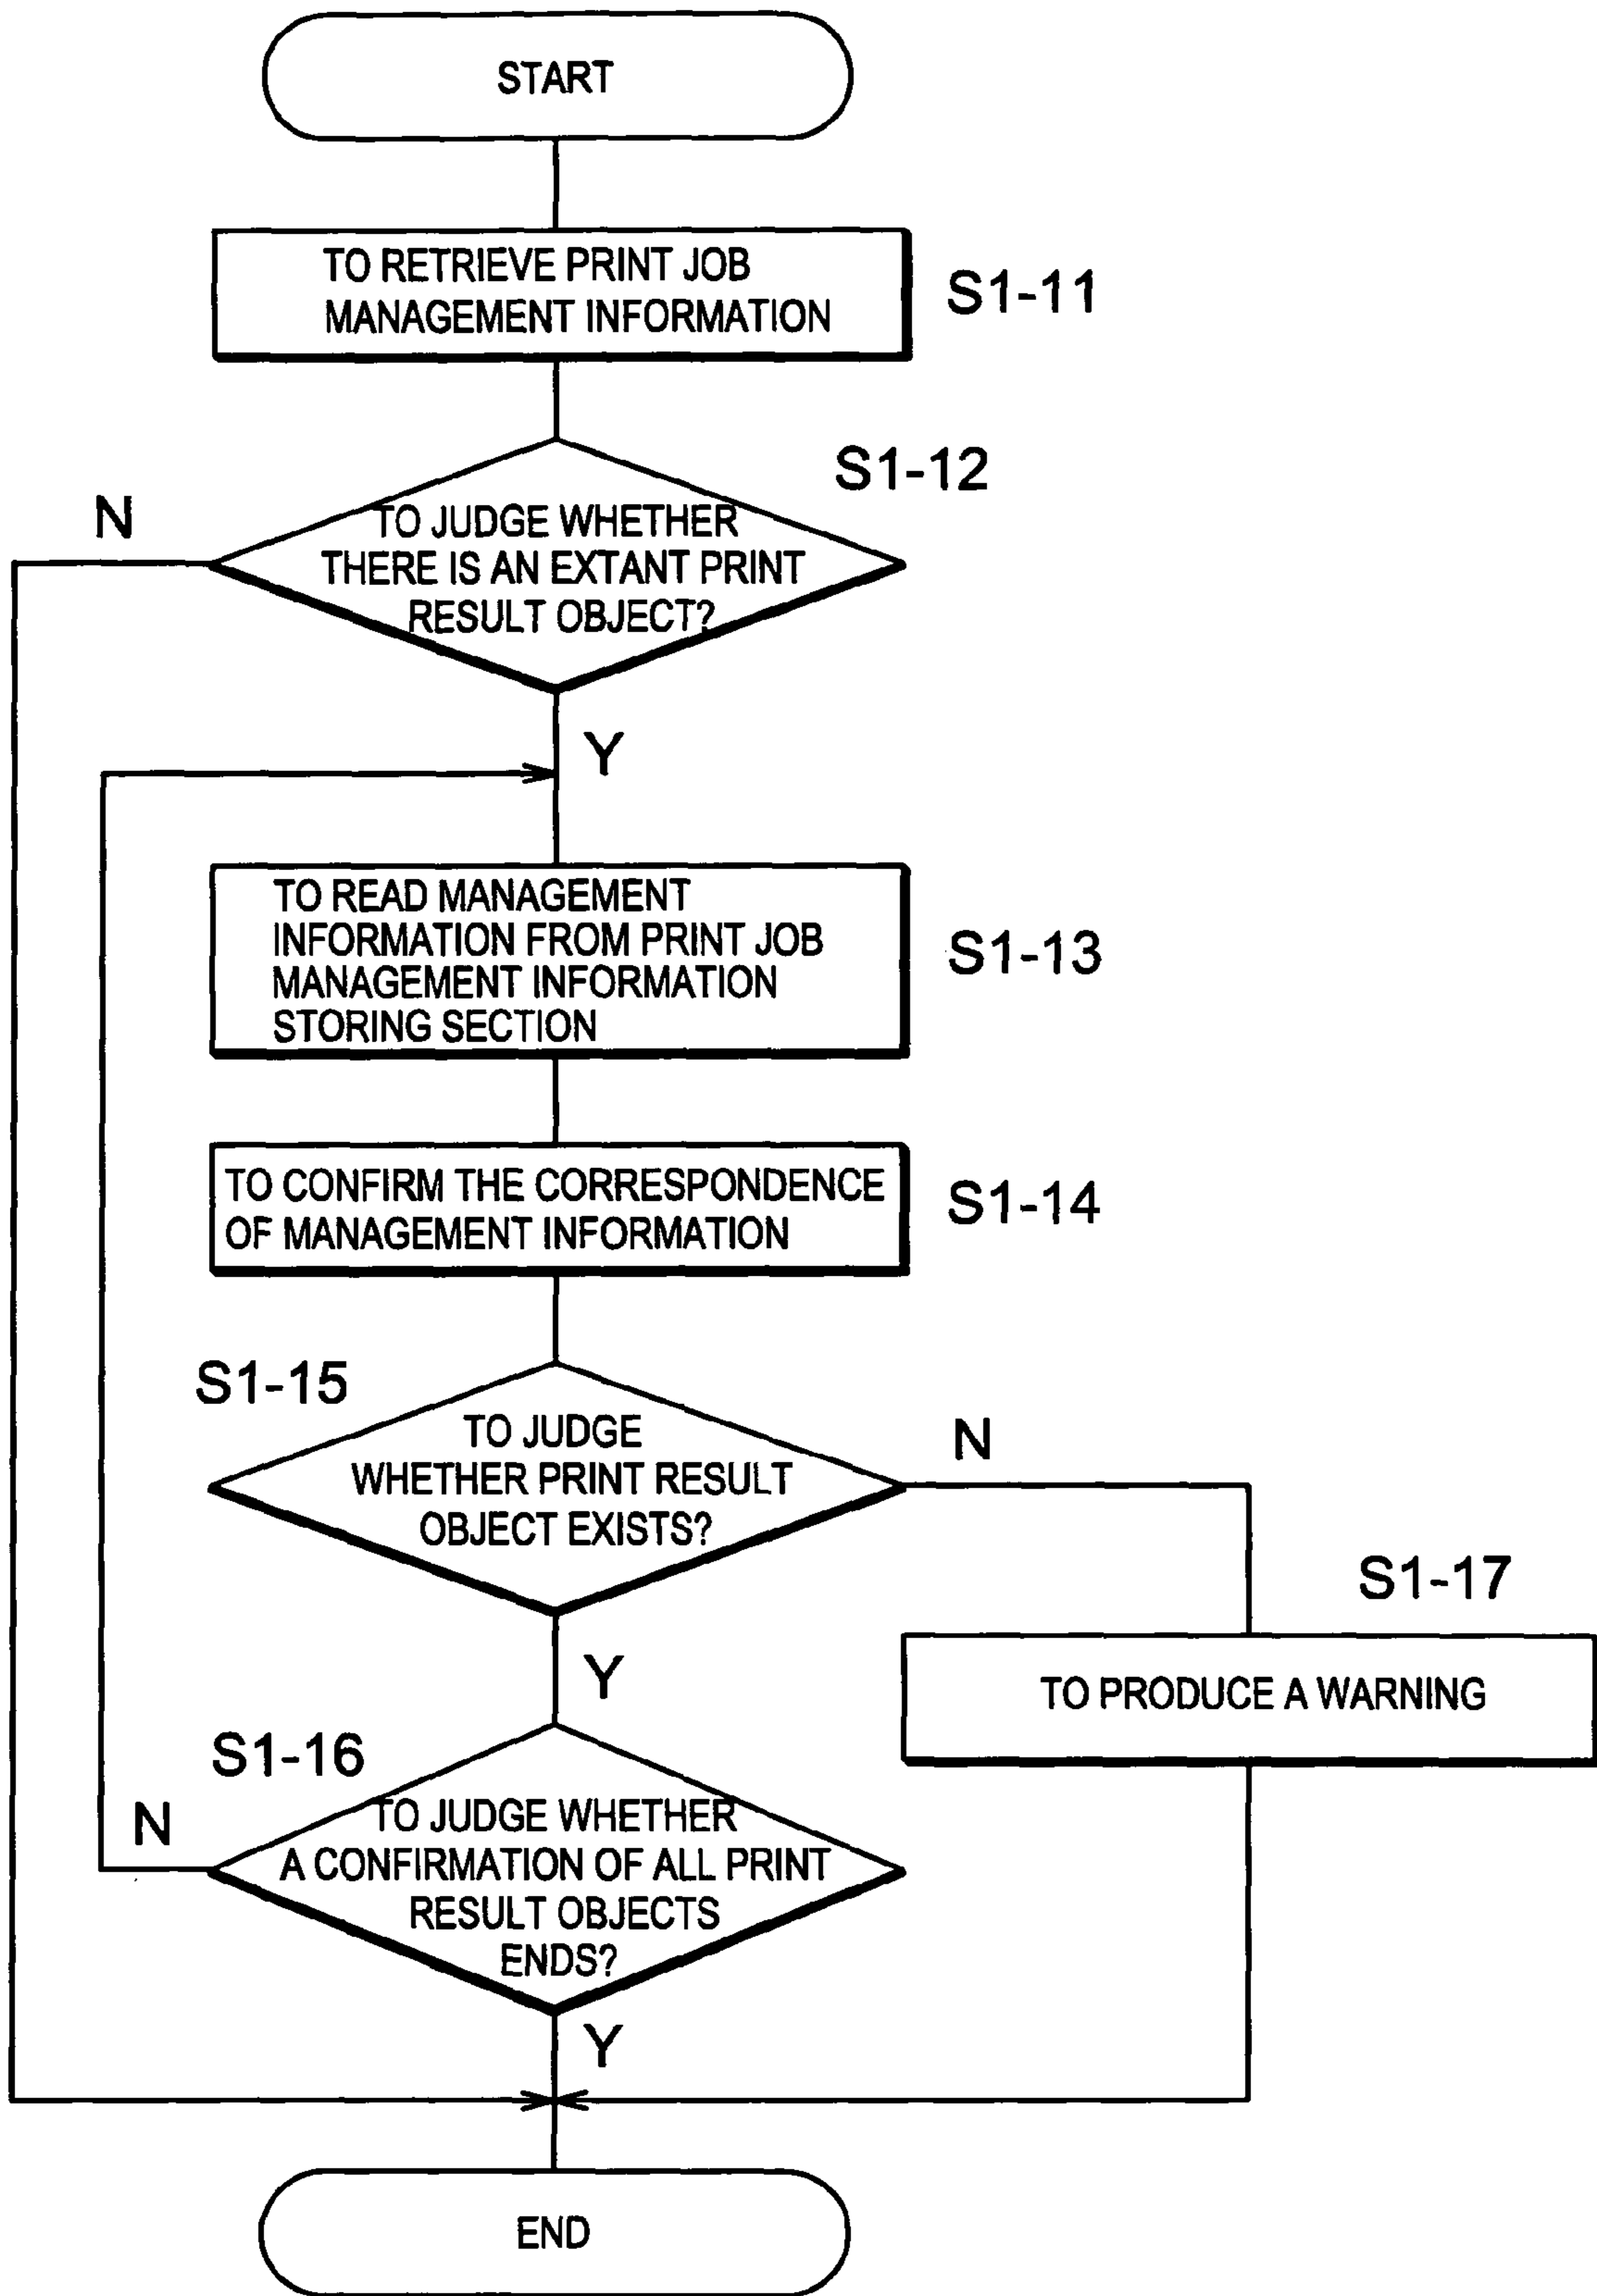 START
TO RETRIEVE PRINT JOB
MANAGEMENT INFORMATION
S1-11
S1-12
N
TO JUDGE WHETHER
THERE IS AN EXTANT PRINT
RESULT OBJECT?
Y
TO READ MANAGEMENT
INFORMATION FROM PRINT JOB
MANAGEMENT INFORMATION
STORING SECTION
S1-13
TO CONFIRM THE CORRESPONDENCE
OF MANAGEMENT INFORMATION
S1-14
S1-15
TO JUDGE
WHETHER PRINT RESULT
OBJECT EXISTS?
N
Y
S1-17
TO PRODUCE A WARNING
S1-16
N
TO JUDGE WHETHER
A CONFIRMATION OF ALL PRINT
RESULT OBJECTS
ENDS?
Y
END